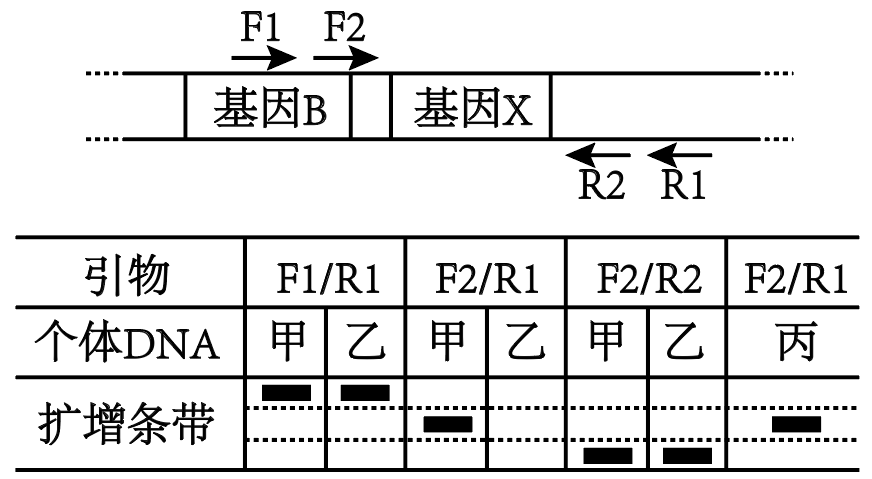 F1 F2
基因B 基因X
R2 R1
引物 F1/R1 F2/R1 F2/R2 F2/R1
个体DNA 甲 乙 甲 乙 甲 乙 丙
扩增条带